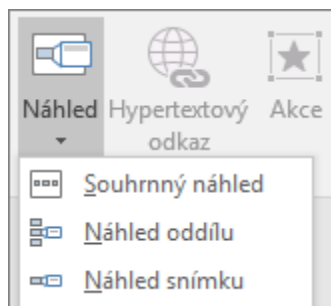 Náhled Hypertextový Akce
odkaz
Souhrnný náhled
Náhled oddílu
Náhled snímku